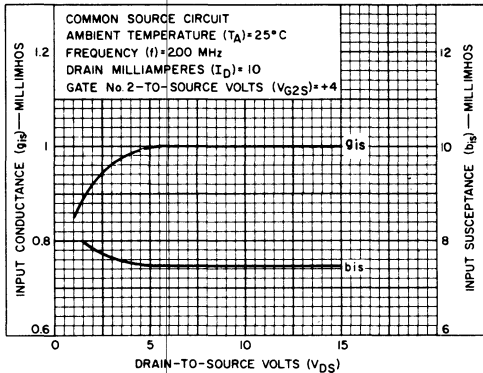 COMMON SOURCE CIRCUIT
AMBIENT TEMPERATURE (TA)=25°C
FREQUENCY (f)=200 MHz
DRAIN MILLIAMPERES (ID)=10
GATE No.2-TO-SOURCE VOLTS (VG2S)=+4
INPUT CONDUCTANCE (gis)—MILLIMHOS
1.2
1
0.8
0.6
gis
bis
12
10
8
6
INPUT SUSCEPTANCE (bis)—MILLIMHOS
0 5 10 15
DRAIN-TO-SOURCE VOLTS (VDS)